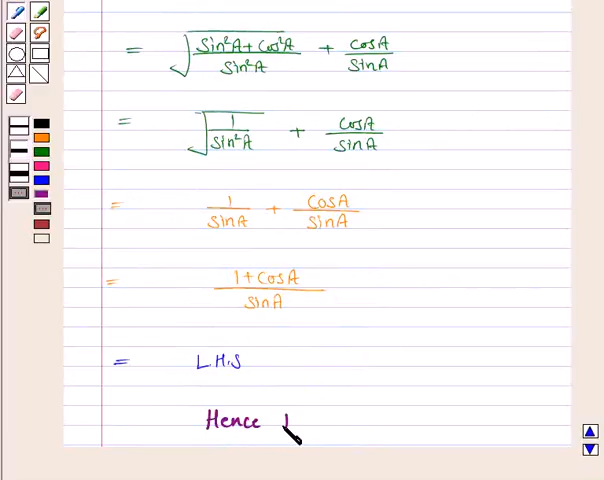 = √(Sin²A + Cos²A / Sin²A) + CosA / SinA
= √(1 / Sin²A) + CosA / SinA
= 1 / SinA + CosA / SinA
= 1 + CosA / SinA
= L.H.S
Hence